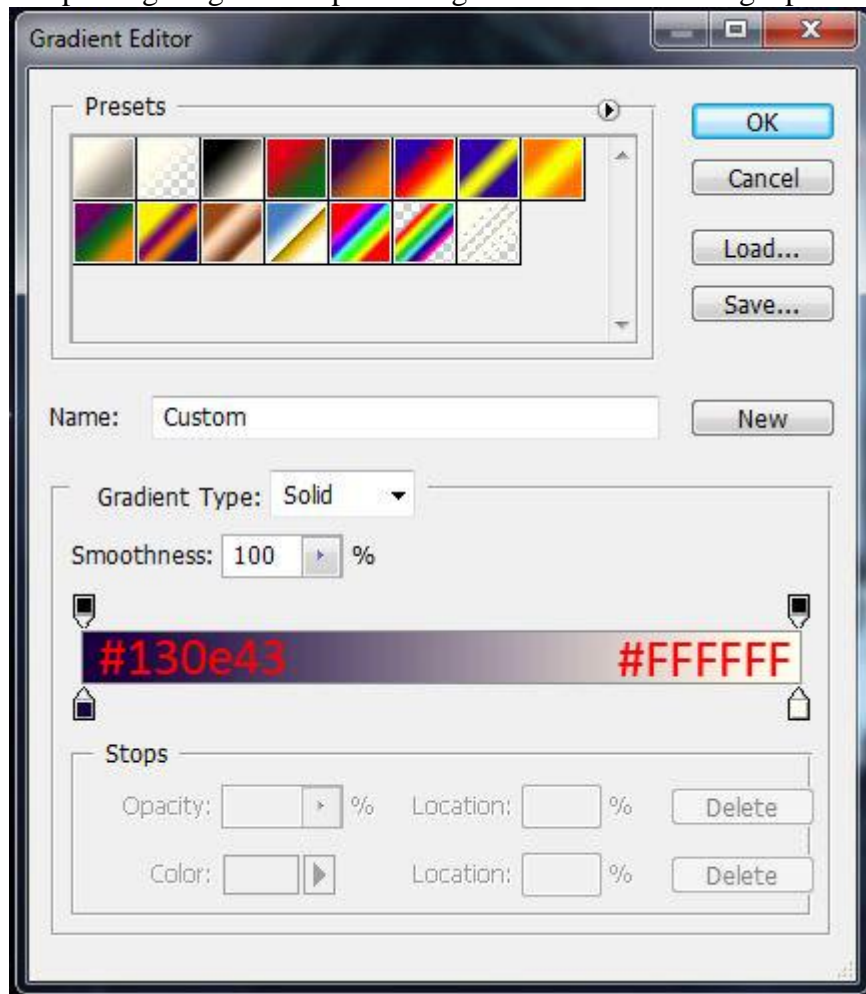 Gradient Editor
Presets
OK
Cancel
Load...
Save...
Name: Custom
New
Gradient Type: Solid
Smoothness: 100 %
#130e43 #FFFFFF
Stops
Opacity: % Location: % Delete
Color: Location: % Delete